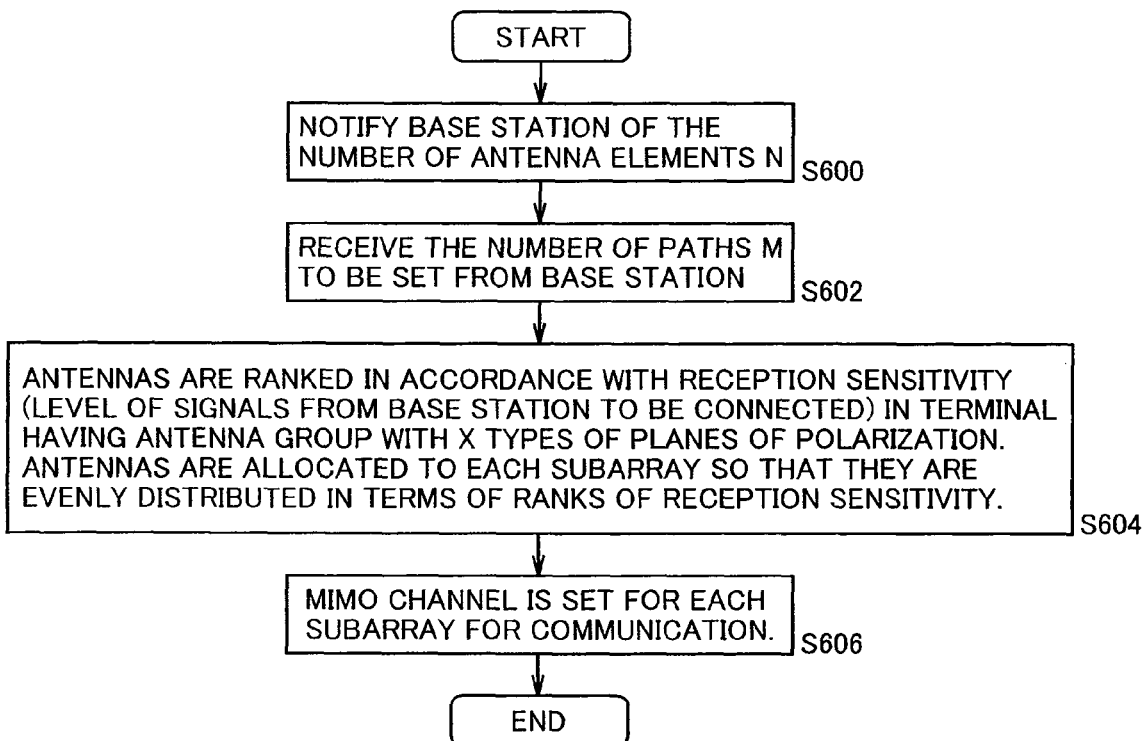 START
NOTIFY BASE STATION OF THE
NUMBER OF ANTENNA ELEMENTS N
S600
RECEIVE THE NUMBER OF PATHS M
TO BE SET FROM BASE STATION
S602
ANTENNAS ARE RANKED IN ACCORDANCE WITH RECEPTION SENSITIVITY
(LEVEL OF SIGNALS FROM BASE STATION TO BE CONNECTED) IN TERMINAL
HAVING ANTENNA GROUP WITH X TYPES OF PLANES OF POLARIZATION.
ANTENNAS ARE ALLOCATED TO EACH SUBARRAY SO THAT THEY ARE
EVENLY DISTRIBUTED IN TERMS OF RANKS OF RECEPTION SENSITIVITY.
S604
MIMO CHANNEL IS SET FOR EACH
SUBARRAY FOR COMMUNICATION.
S606
END